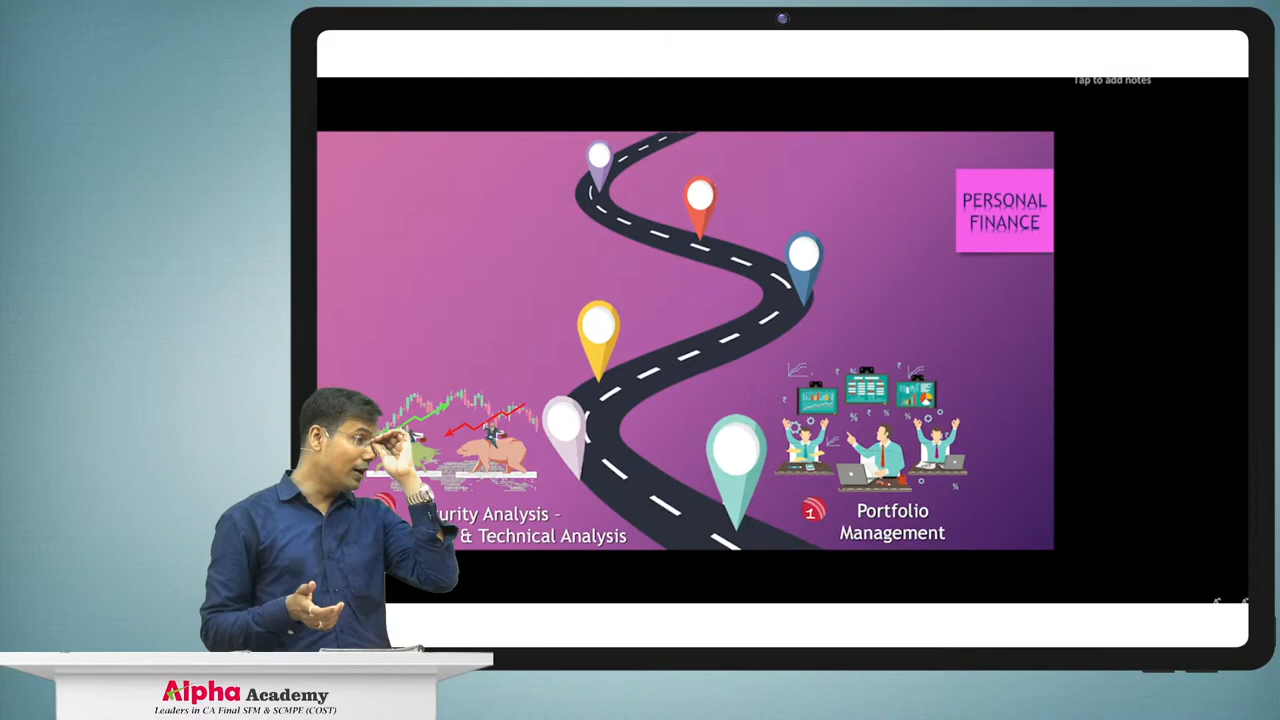 Tap to add notes
PERSONAL
FINANCE
urity Analysis –
& Technical Analysis
1
Portfolio
Management
Alpha Academy
Leaders in CA Final SFM & SCMPE (COST)